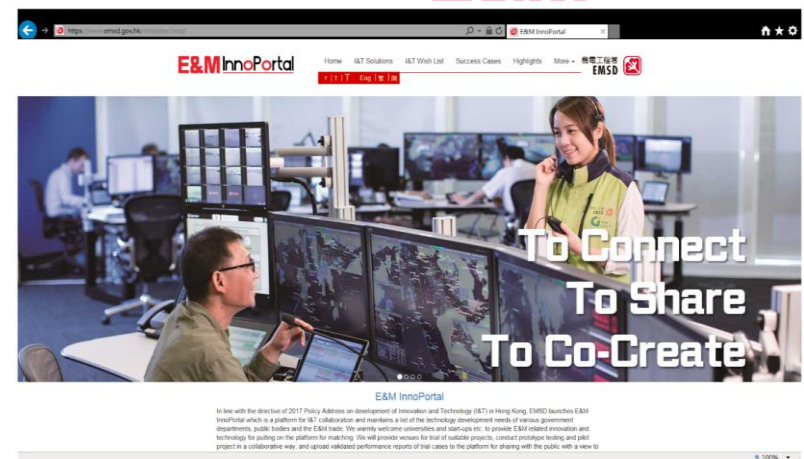 https://www.emsd.gov.hk
E&M InnoPortal
E&M InnoPortal
Home I&T Solutions I&T Wish List Success Cases Highlights More
機電工程署
EMSD
T | T | T Eng | 繁 | 簡
To Connect
To Share
To Co-Create
E&M InnoPortal
In line with the directive of 2017 Policy Address on development of Innovation and Technology (I&T) in Hong Kong, EMSD launches E&M
InnoPortal which is a platform for I&T collaboration and maintains a list of the technology development needs of various government
departments, public bodies and the E&M trade. We warmly welcome universities and start-ups etc. to provide E&M related innovation and
technology for putting on the platform for matching. We will provide venues for trial of suitable projects, conduct prototype testing and pilot
project in a collaborative way, and upload validated performance reports of trial cases to the platform for sharing with the public with a view to
100%